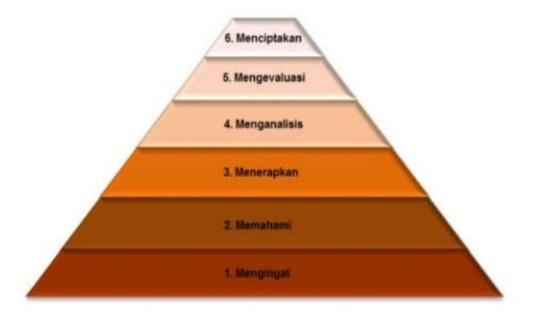 6. Menciptakan
5. Mengevaluasi
4. Menganalisis
3. Menerapkan
2. Memahami
1. Mengingat